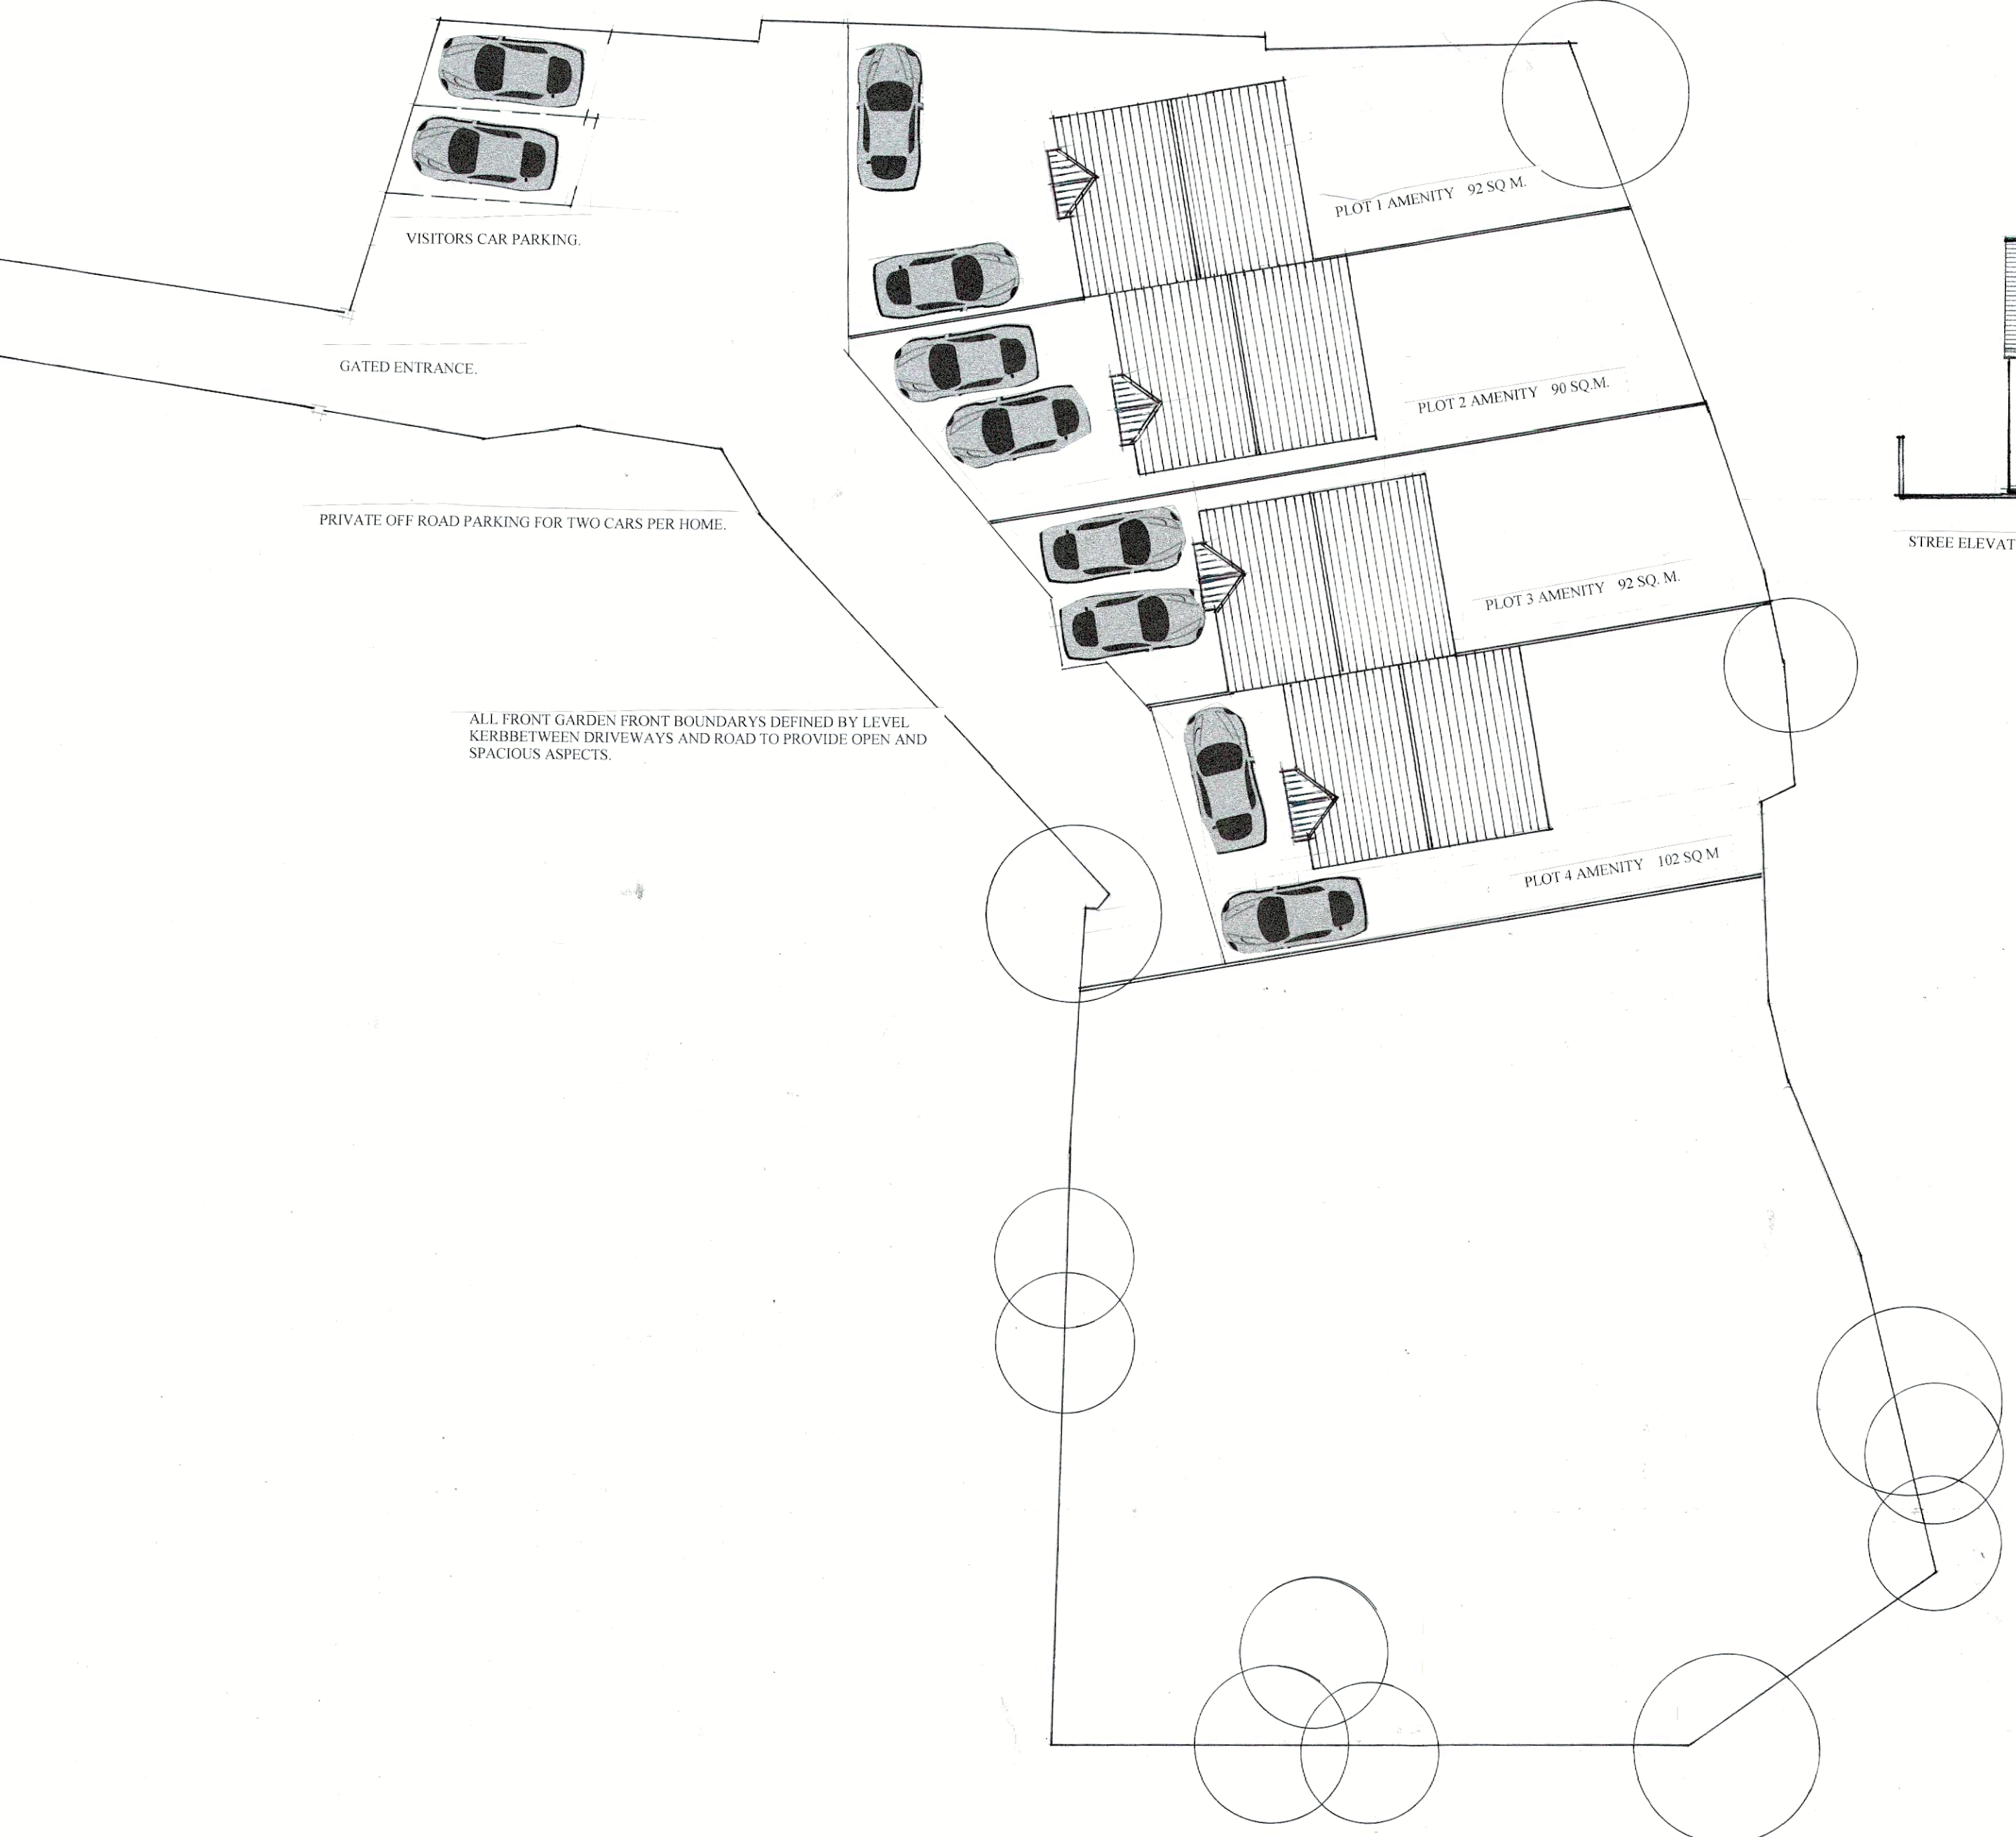 PLOT 1 AMENITY 92 SQ M.
VISITORS CAR PARKING.
GATED ENTRANCE.
PLOT 2 AMENITY 90 SQ.M.
PRIVATE OFF ROAD PARKING FOR TWO CARS PER HOME.
STREE ELEVAT
PLOT 3 AMENITY 92 SQ. M.
ALL FRONT GARDEN FRONT BOUNDARYS DEFINED BY LEVEL
KERBBETWEEN DRIVEWAYS AND ROAD TO PROVIDE OPEN AND
SPACIOUS ASPECTS.
PLOT 4 AMENITY 102 SQ M